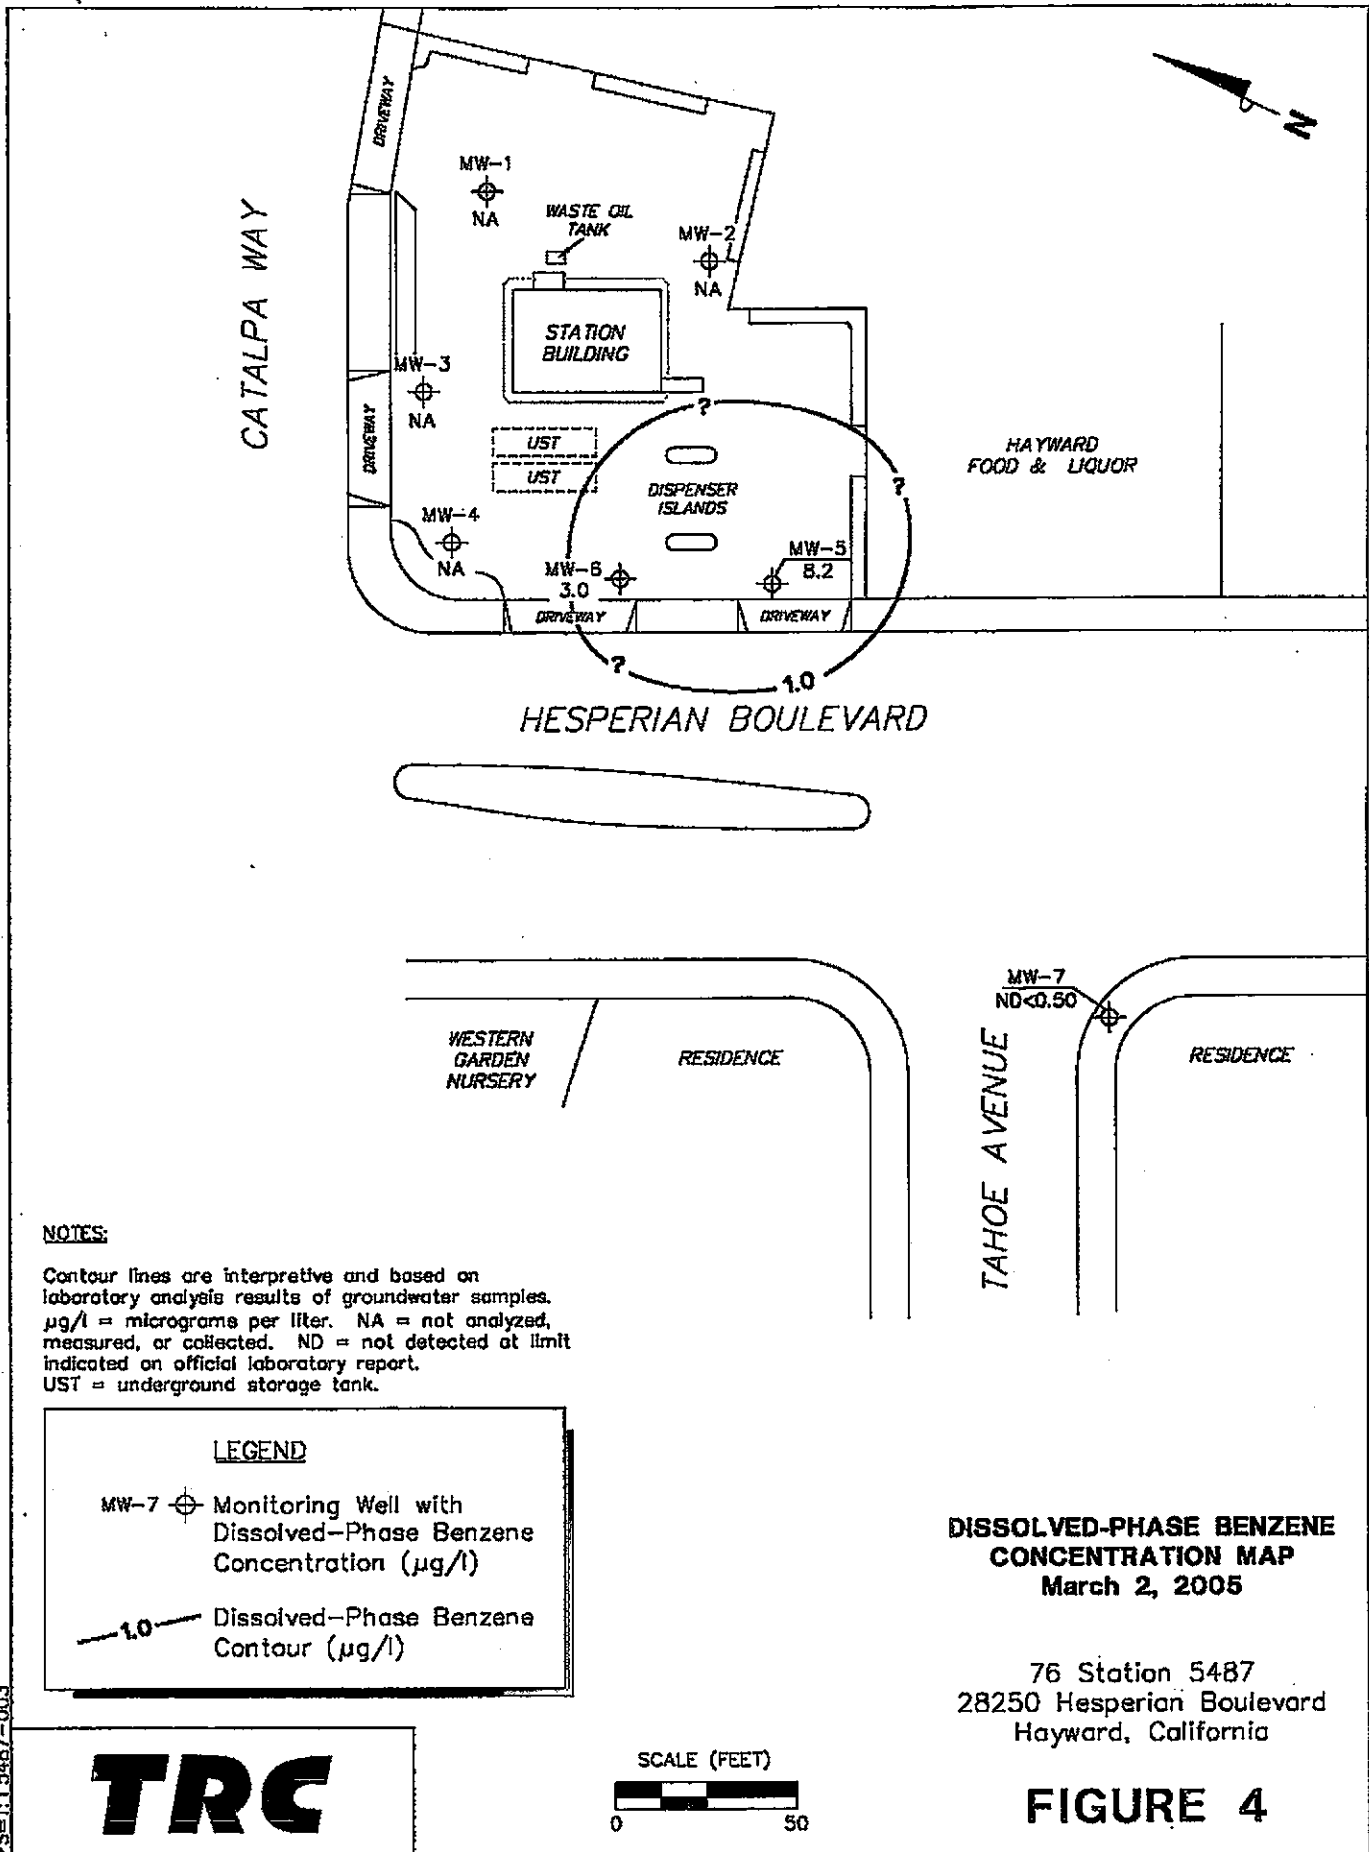 N
DRIVEWAY
CATALPA WAY
MW-1
NA
WASTE OIL
TANK
MW-2
NA
STATION
BUILDING
MW-3
NA
DRIVEWAY
UST
UST
?
DISPENSER
ISLANDS
?
HAYWARD
FOOD & LIQUOR
MW-4
NA
MW-6
3.0
MW-5
8.2
DRIVEWAY
DRIVEWAY
?
1.0
HESPERIAN BOULEVARD
MW-7
ND<0.50
WESTERN
GARDEN
NURSERY
RESIDENCE
TAHOE AVENUE
RESIDENCE
NOTES:
Contour lines are interpretive and based on
laboratory analysis results of groundwater samples.
µg/l = micrograms per liter. NA = not analyzed,
measured, or collected. ND = not detected at limit
indicated on official laboratory report.
UST = underground storage tank.
LEGEND
MW-7 Monitoring Well with
Dissolved-Phase Benzene
Concentration (µg/l)
1.0 Dissolved-Phase Benzene
Contour (µg/l)
DISSOLVED-PHASE BENZENE
CONCENTRATION MAP
March 2, 2005
76 Station 5487
28250 Hesperian Boulevard
Hayward, California
TRC
SCALE (FEET)
0 50
FIGURE 4